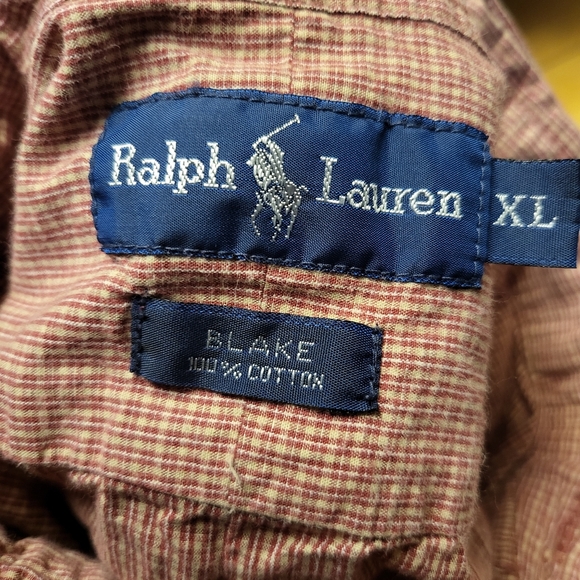 Ralph Lauren XL
BLAKE
100% COTTON